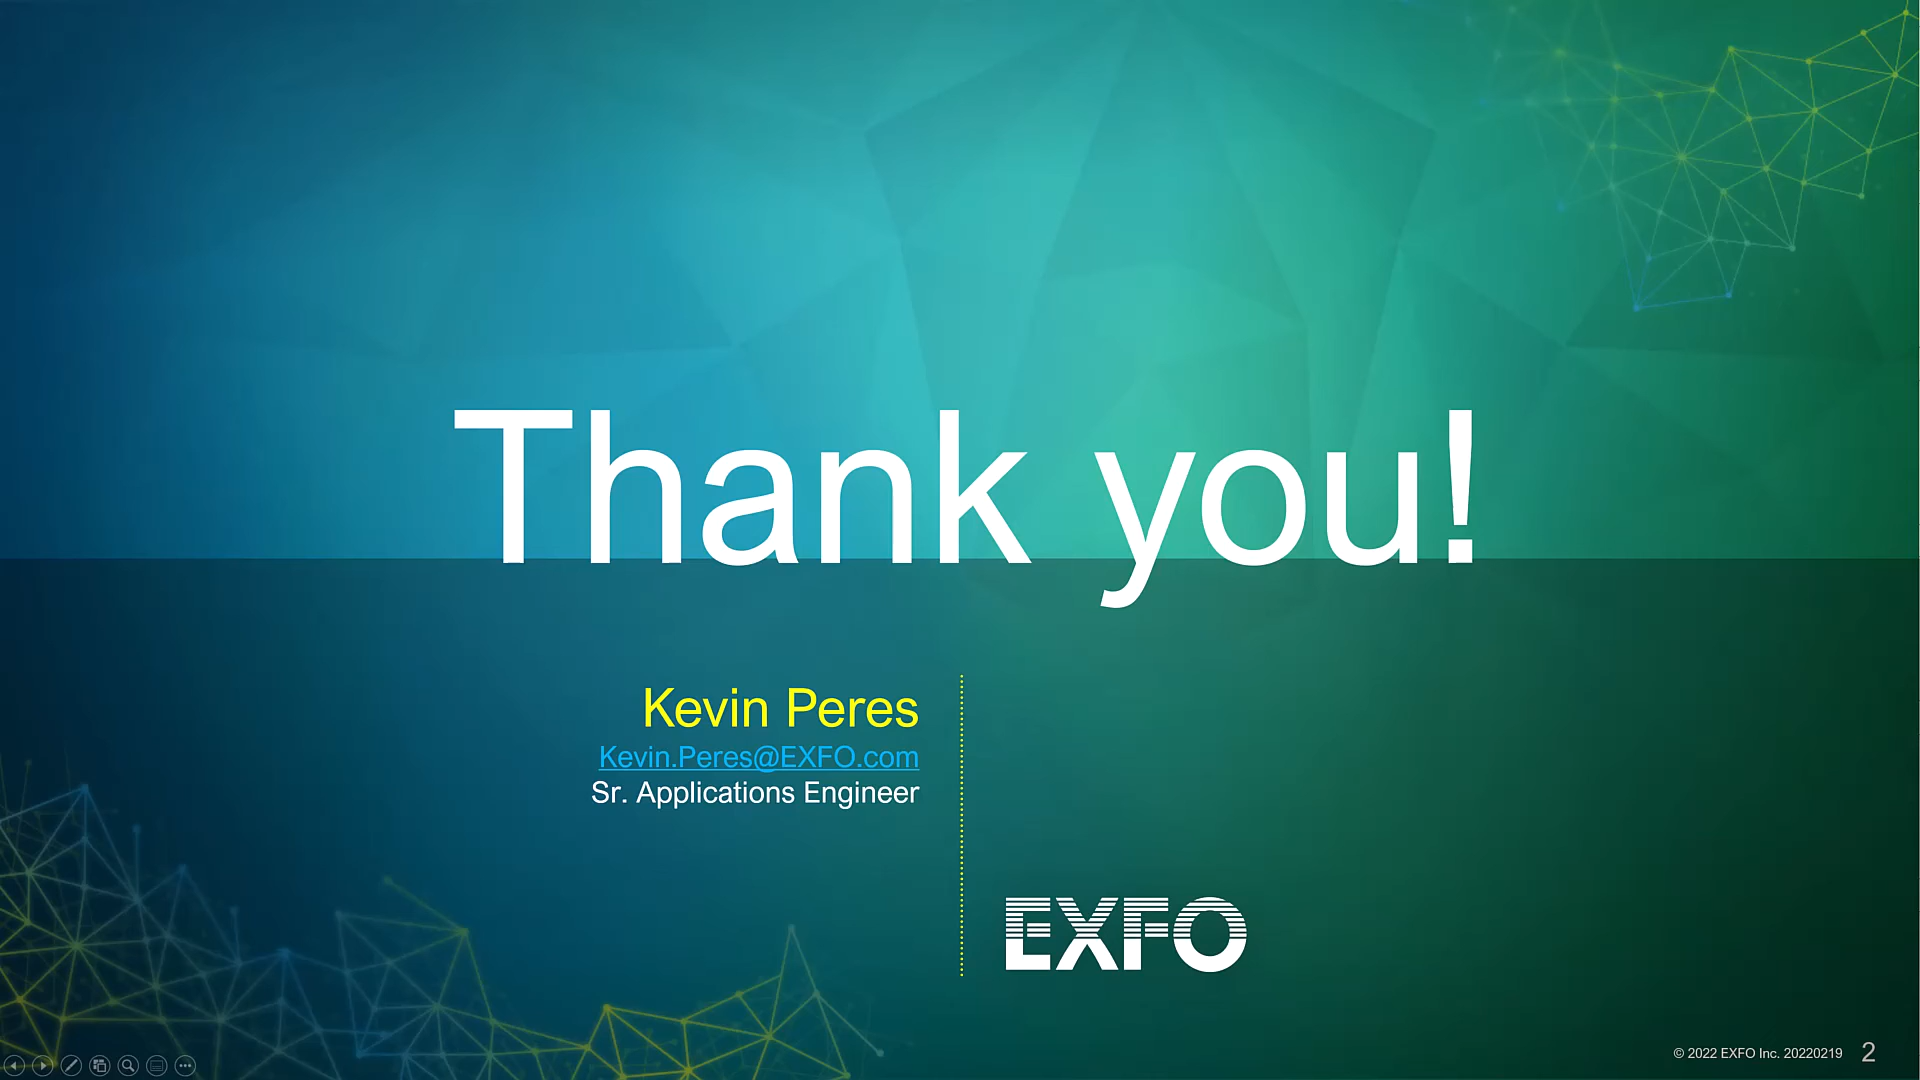 Thank you!
Kevin Peres
Kevin.Peres@EXFO.com
Sr. Applications Engineer
EXFO
© 2022 EXFO Inc. 20220219 2